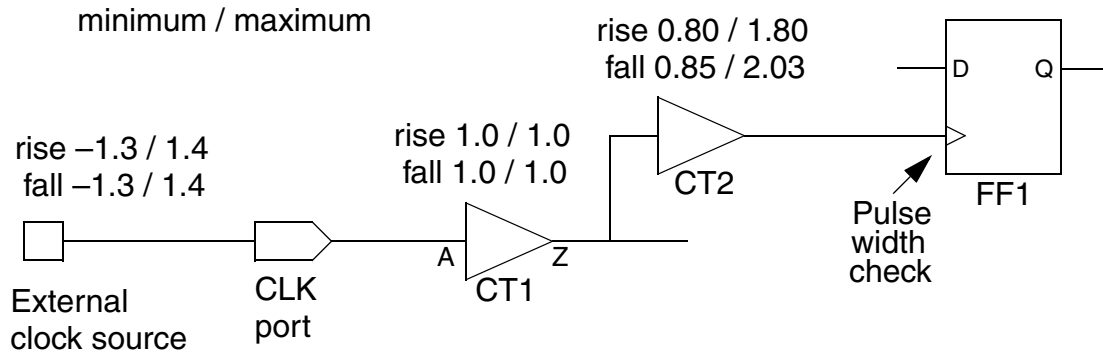 minimum / maximum
rise 0.80 / 1.80
fall 0.85 / 2.03
D
Q
rise –1.3 / 1.4
fall –1.3 / 1.4
rise 1.0 / 1.0
fall 1.0 / 1.0
CT2
FF1
Pulse
width
check
A
Z
CT1
CLK
port
External
clock source